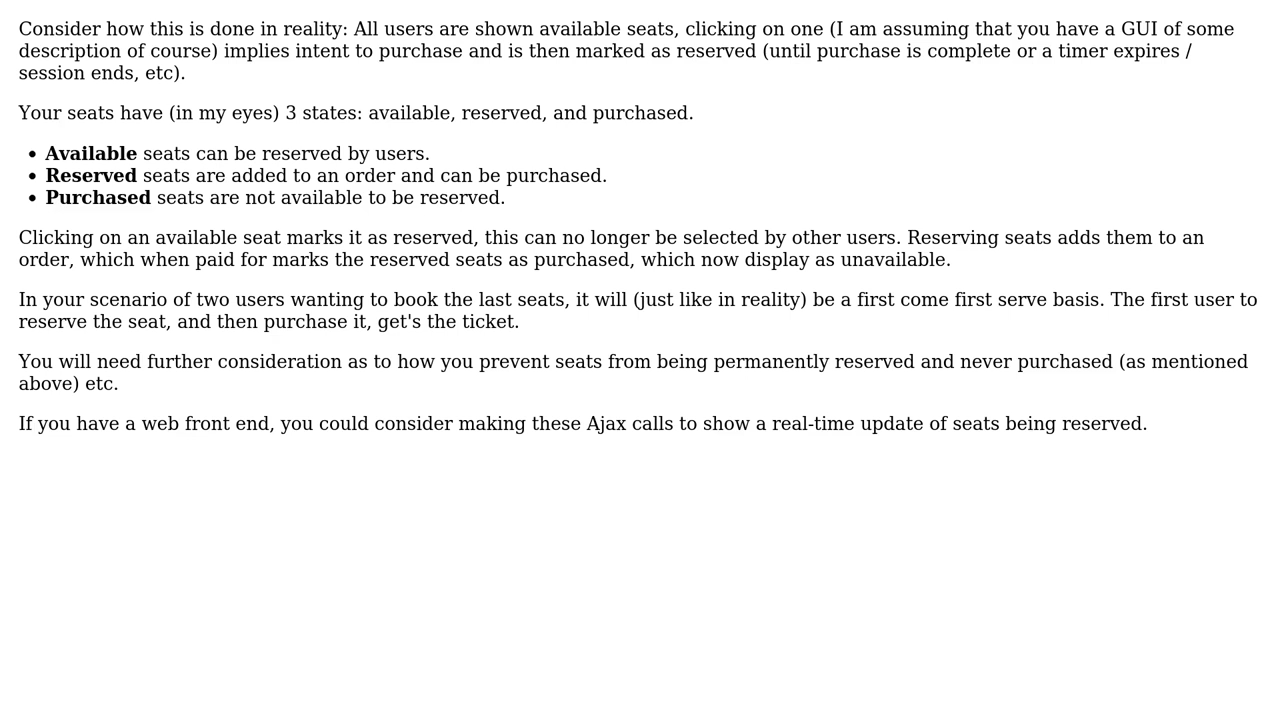 Consider how this is done in reality: All users are shown available seats, clicking on one (I am assuming that you have a GUI of some
description of course) implies intent to purchase and is then marked as reserved (until purchase is complete or a timer expires /
session ends, etc).
Your seats have (in my eyes) 3 states: available, reserved, and purchased.
• Available seats can be reserved by users.
• Reserved seats are added to an order and can be purchased.
• Purchased seats are not available to be reserved.
Clicking on an available seat marks it as reserved, this can no longer be selected by other users. Reserving seats adds them to an
order, which when paid for marks the reserved seats as purchased, which now display as unavailable.
In your scenario of two users wanting to book the last seats, it will (just like in reality) be a first come first serve basis. The first user to
reserve the seat, and then purchase it, get's the ticket.
You will need further consideration as to how you prevent seats from being permanently reserved and never purchased (as mentioned
above) etc.
If you have a web front end, you could consider making these Ajax calls to show a real-time update of seats being reserved.